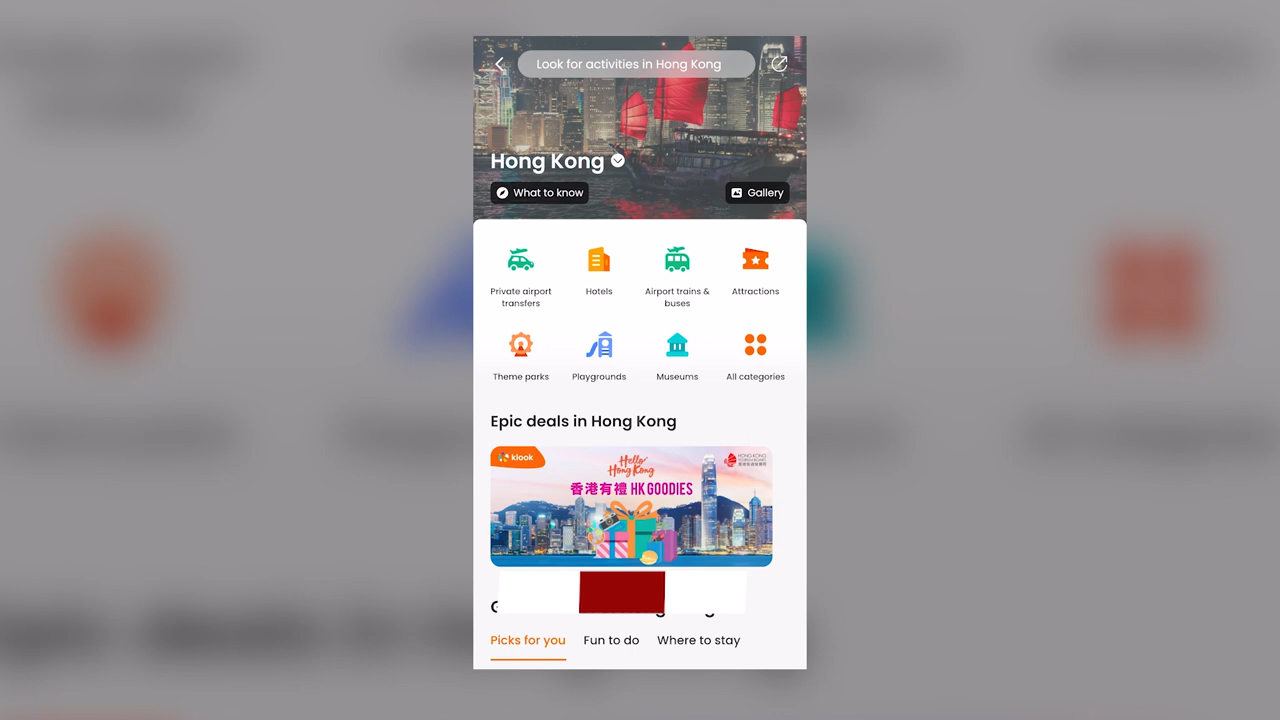 Look for activities in Hong Kong
Hong Kong
What to know
Gallery
Private airport
transfers
Hotels
Airport trains &
buses
Attractions
Theme parks
Playgrounds
Museums
All categories
Epic deals in Hong Kong
klook
Hello
Hong Kong
香港有禮 HK GOODIES
HONG KONG
Picks for you
Fun to do
Where to stay